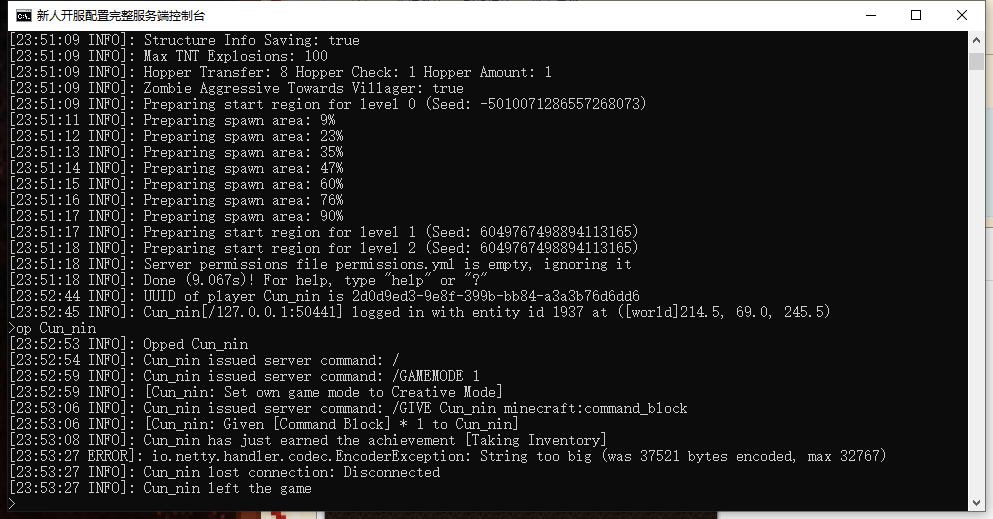 新人开服配置完整服务端控制台
[23:51:09 INFO]: Structure Info Saving: true
[23:51:09 INFO]: Max TNT Explosions: 100
[23:51:09 INFO]: Hopper Transfer: 8 Hopper Check: 1 Hopper Amount: 1
[23:51:09 INFO]: Zombie Aggressive Towards Villager: true
[23:51:09 INFO]: Preparing start region for level 0 (Seed: -5010071286557268073)
[23:51:11 INFO]: Preparing spawn area: 9%
[23:51:12 INFO]: Preparing spawn area: 23%
[23:51:13 INFO]: Preparing spawn area: 35%
[23:51:14 INFO]: Preparing spawn area: 47%
[23:51:15 INFO]: Preparing spawn area: 60%
[23:51:16 INFO]: Preparing spawn area: 76%
[23:51:17 INFO]: Preparing spawn area: 90%
[23:51:17 INFO]: Preparing start region for level 1 (Seed: 6049767498894113165)
[23:51:18 INFO]: Preparing start region for level 2 (Seed: 6049767498894113165)
[23:51:18 INFO]: Server permissions file permissions.yml is empty, ignoring it
[23:51:18 INFO]: Done (9.067s)! For help, type "help" or "?"
[23:52:44 INFO]: UUID of player Cun_nin is 2d0d9ed3-9e8f-399b-bb84-a3a3b76d6dd6
[23:52:45 INFO]: Cun_nin[/127.0.0.1:50441] logged in with entity id 1937 at ([world]214.5, 69.0, 245.5)
>op Cun_nin
[23:52:53 INFO]: Opped Cun_nin
[23:52:54 INFO]: Cun_nin issued server command: /
[23:52:59 INFO]: Cun_nin issued server command: /GAMEMODE 1
[23:52:59 INFO]: [Cun_nin: Set own game mode to Creative Mode]
[23:53:06 INFO]: Cun_nin issued server command: /GIVE Cun_nin minecraft:command_block
[23:53:06 INFO]: [Cun_nin: Given [Command Block] * 1 to Cun_nin]
[23:53:08 INFO]: Cun_nin has just earned the achievement [Taking Inventory]
[23:53:27 ERROR]: io.netty.handler.codec.EncoderException: String too big (was 37521 bytes encoded, max 32767)
[23:53:27 INFO]: Cun_nin lost connection: Disconnected
[23:53:27 INFO]: Cun_nin left the game
>